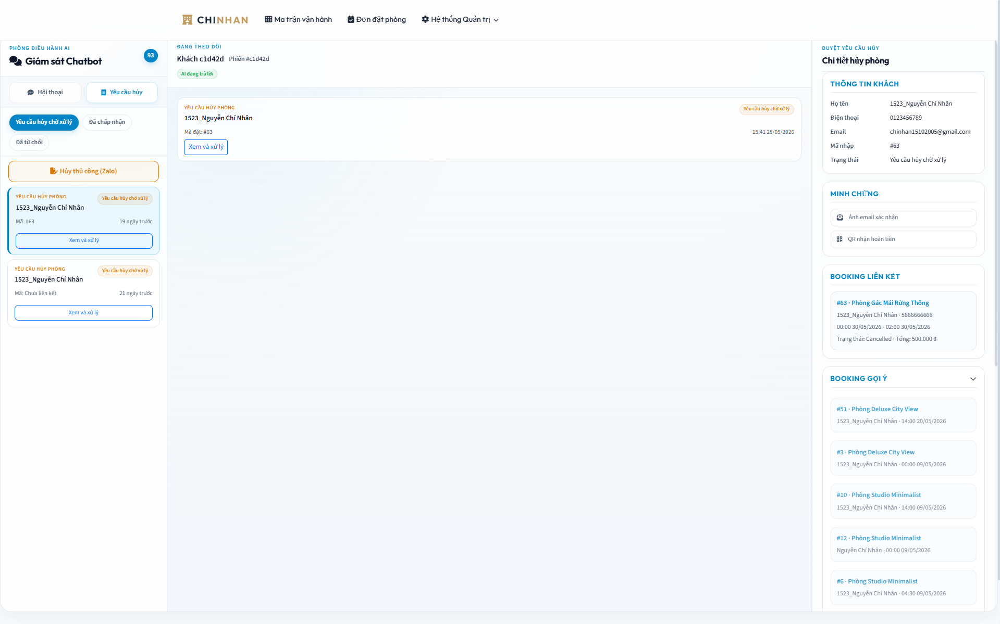 CHINHAN
Ma trận vận hành
Đơn đặt phòng
Hệ thống Quản trị
PHÒNG ĐIỀU HÀNH AI
Giám sát Chatbot
93
Hội thoại
Yêu cầu hủy
Yêu cầu hủy chờ xử lý
Đã chấp nhận
Đã từ chối
Hủy thủ công (Zalo)
YÊU CẦU HỦY PHÒNG
Yêu cầu hủy chờ xử lý
1523_Nguyễn Chí Nhân
Mã: #63
19 ngày trước
Xem và xử lý
YÊU CẦU HỦY PHÒNG
Yêu cầu hủy chờ xử lý
1523_Nguyễn Chí Nhân
Mã: Chưa liên kết
21 ngày trước
Xem và xử lý
ĐANG THEO DÕI
Khách c1d42d Phiên #c1d42d
AI đang trả lời
YÊU CẦU HỦY PHÒNG
Yêu cầu hủy chờ xử lý
1523_Nguyễn Chí Nhân
Mã đặt: #63
15:41 28/05/2026
Xem và xử lý
DUYỆT YÊU CẦU HỦY
Chi tiết hủy phòng
THÔNG TIN KHÁCH
Họ tên 1523_Nguyễn Chí Nhân
Điện thoại 0123456789
Email chinhan15102005@gmail.com
Mã nhập #63
Trạng thái Yêu cầu hủy chờ xử lý
MINH CHỨNG
Ảnh email xác nhận
QR nhận hoàn tiền
BOOKING LIÊN KẾT
#63 · Phòng Gác Mái Rừng Thông
1523_Nguyễn Chí Nhân · 5666666666
00:00 30/05/2026 - 02:00 30/05/2026
Trạng thái: Cancelled · Tổng: 500.000 ₫
BOOKING GỢI Ý
#51 · Phòng Deluxe City View
1523_Nguyễn Chí Nhân · 14:00 20/05/2026
#3 · Phòng Deluxe City View
1523_Nguyễn Chí Nhân · 00:00 09/05/2026
#10 · Phòng Studio Minimalist
1523_Nguyễn Chí Nhân · 14:00 09/05/2026
#12 · Phòng Studio Minimalist
Nguyễn Chí Nhân · 00:00 09/05/2026
#6 · Phòng Studio Minimalist
1523_Nguyễn Chí Nhân · 04:30 09/05/2026